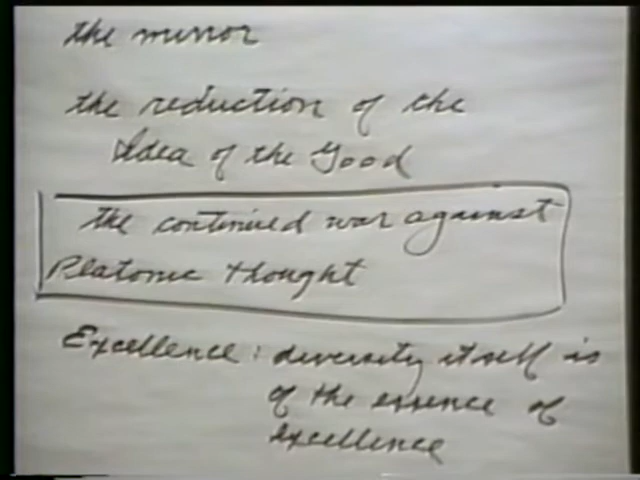 the mirror
the reduction of the
Idea of the Good
the continued war against
Platonic thought
Excellence: diversity itself is
of the essence of
excellence